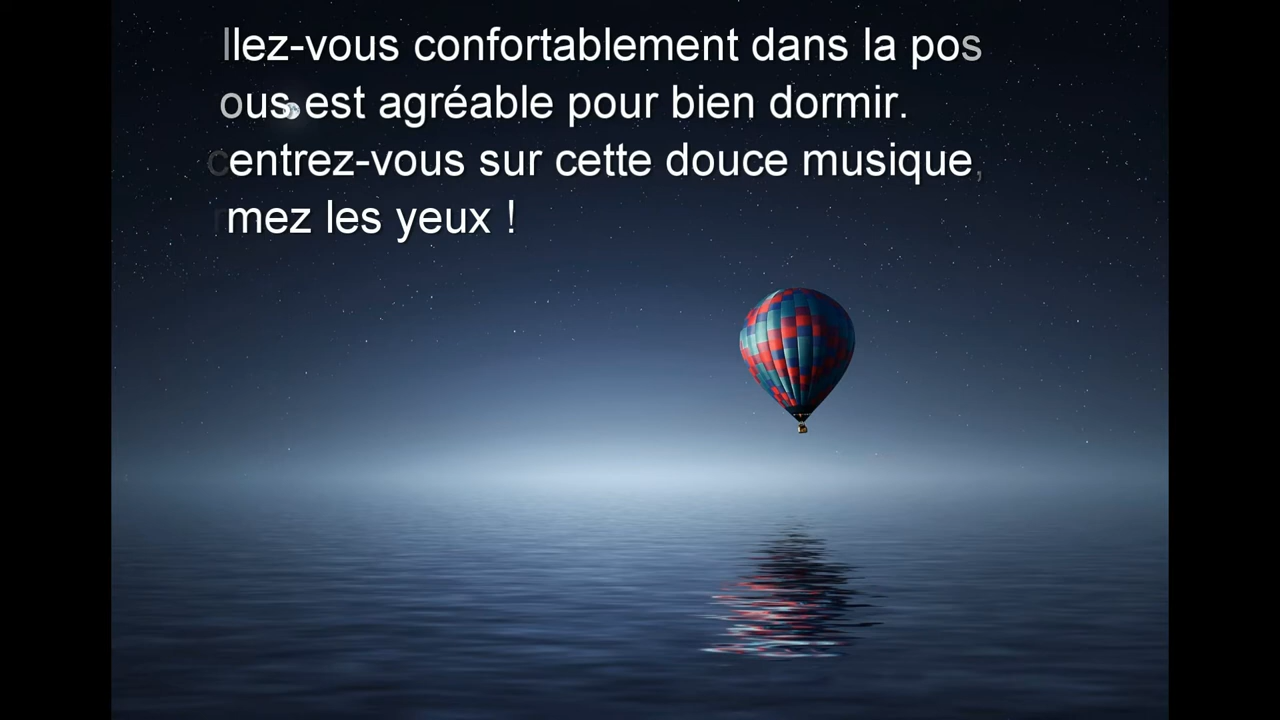 llez-vous confortablement dans la pos
ous est agréable pour bien dormir.
centrez-vous sur cette douce musique,
mez les yeux !